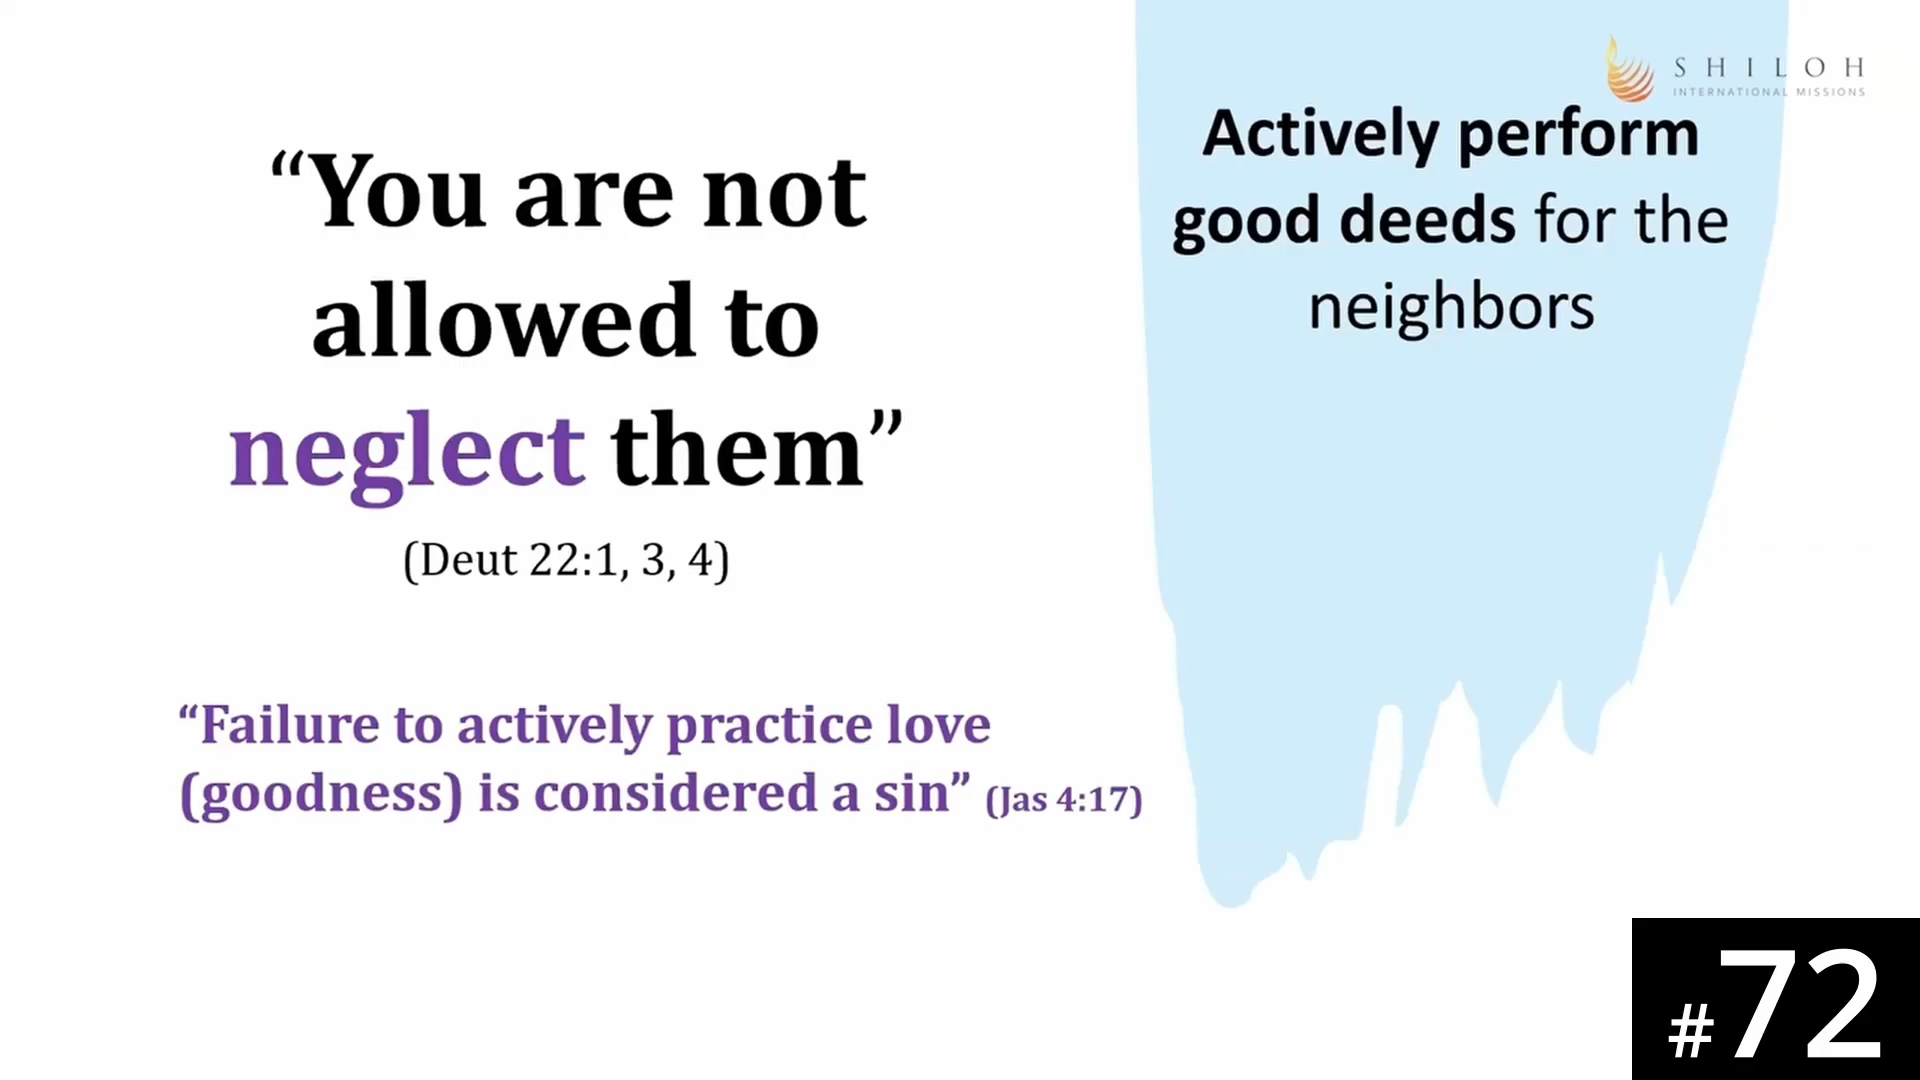 “You are not
allowed to
neglect them”
(Deut 22:1, 3, 4)
“Failure to actively practice love
(goodness) is considered a sin” (Jas 4:17)
SHILOH
INTERNATIONAL MISSIONS
Actively perform
good deeds for the
neighbors
#72